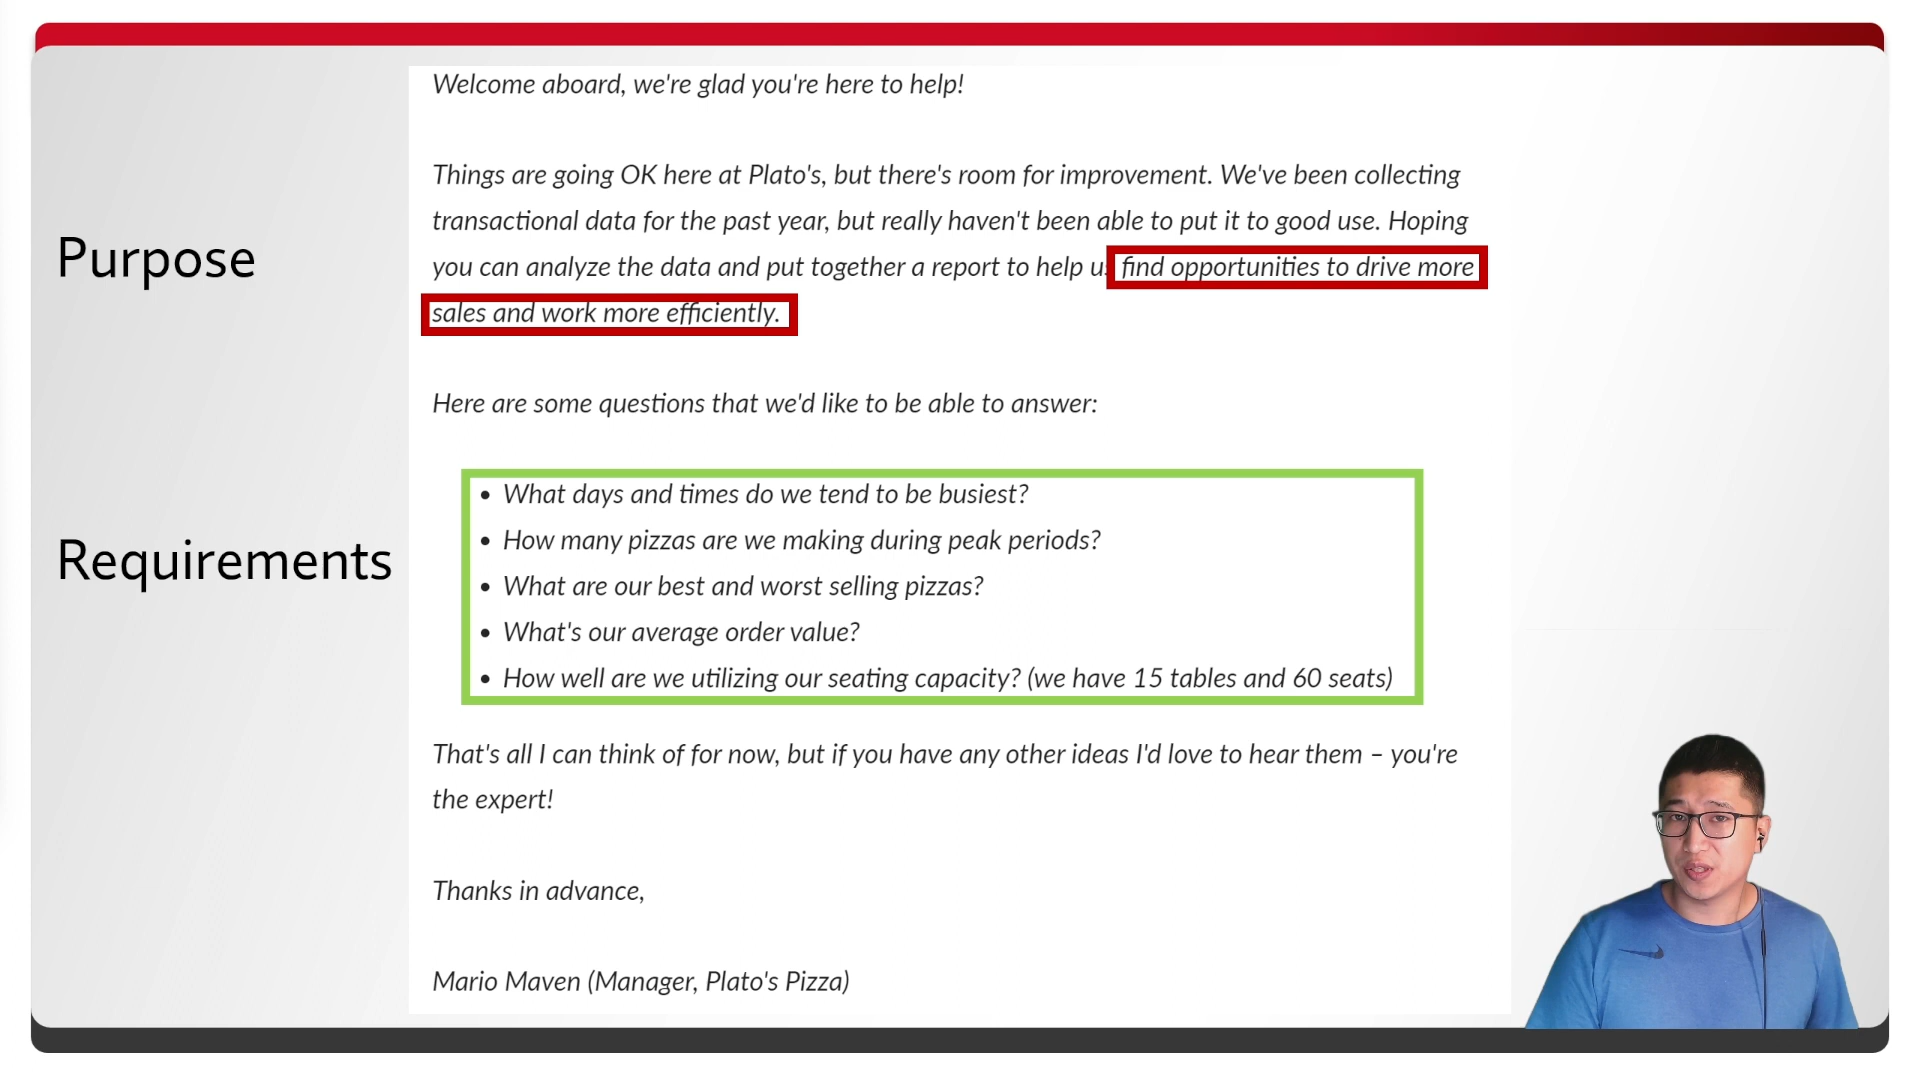 Welcome aboard, we're glad you're here to help!
Things are going OK here at Plato's, but there's room for improvement. We've been collecting
transactional data for the past year, but really haven't been able to put it to good use. Hoping
Purpose
you can analyze the data and put together a report to help us find opportunities to drive more
sales and work more efficiently.
Here are some questions that we'd like to be able to answer:
Requirements
• What days and times do we tend to be busiest?
• How many pizzas are we making during peak periods?
• What are our best and worst selling pizzas?
• What's our average order value?
• How well are we utilizing our seating capacity? (we have 15 tables and 60 seats)
That's all I can think of for now, but if you have any other ideas I'd love to hear them – you're
the expert!
Thanks in advance,
Mario Maven (Manager, Plato's Pizza)